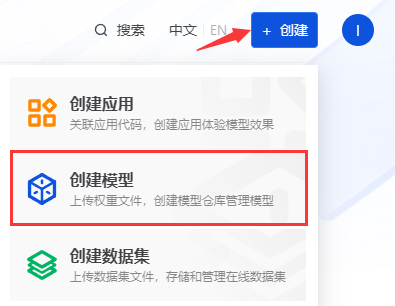 搜索 中文 EN + 创建 I
创建应用
关联应用代码，创建应用体验模型效果
创建模型
上传权重文件，创建模型仓库管理模型
创建数据集
上传数据集文件，存储和管理在线数据集